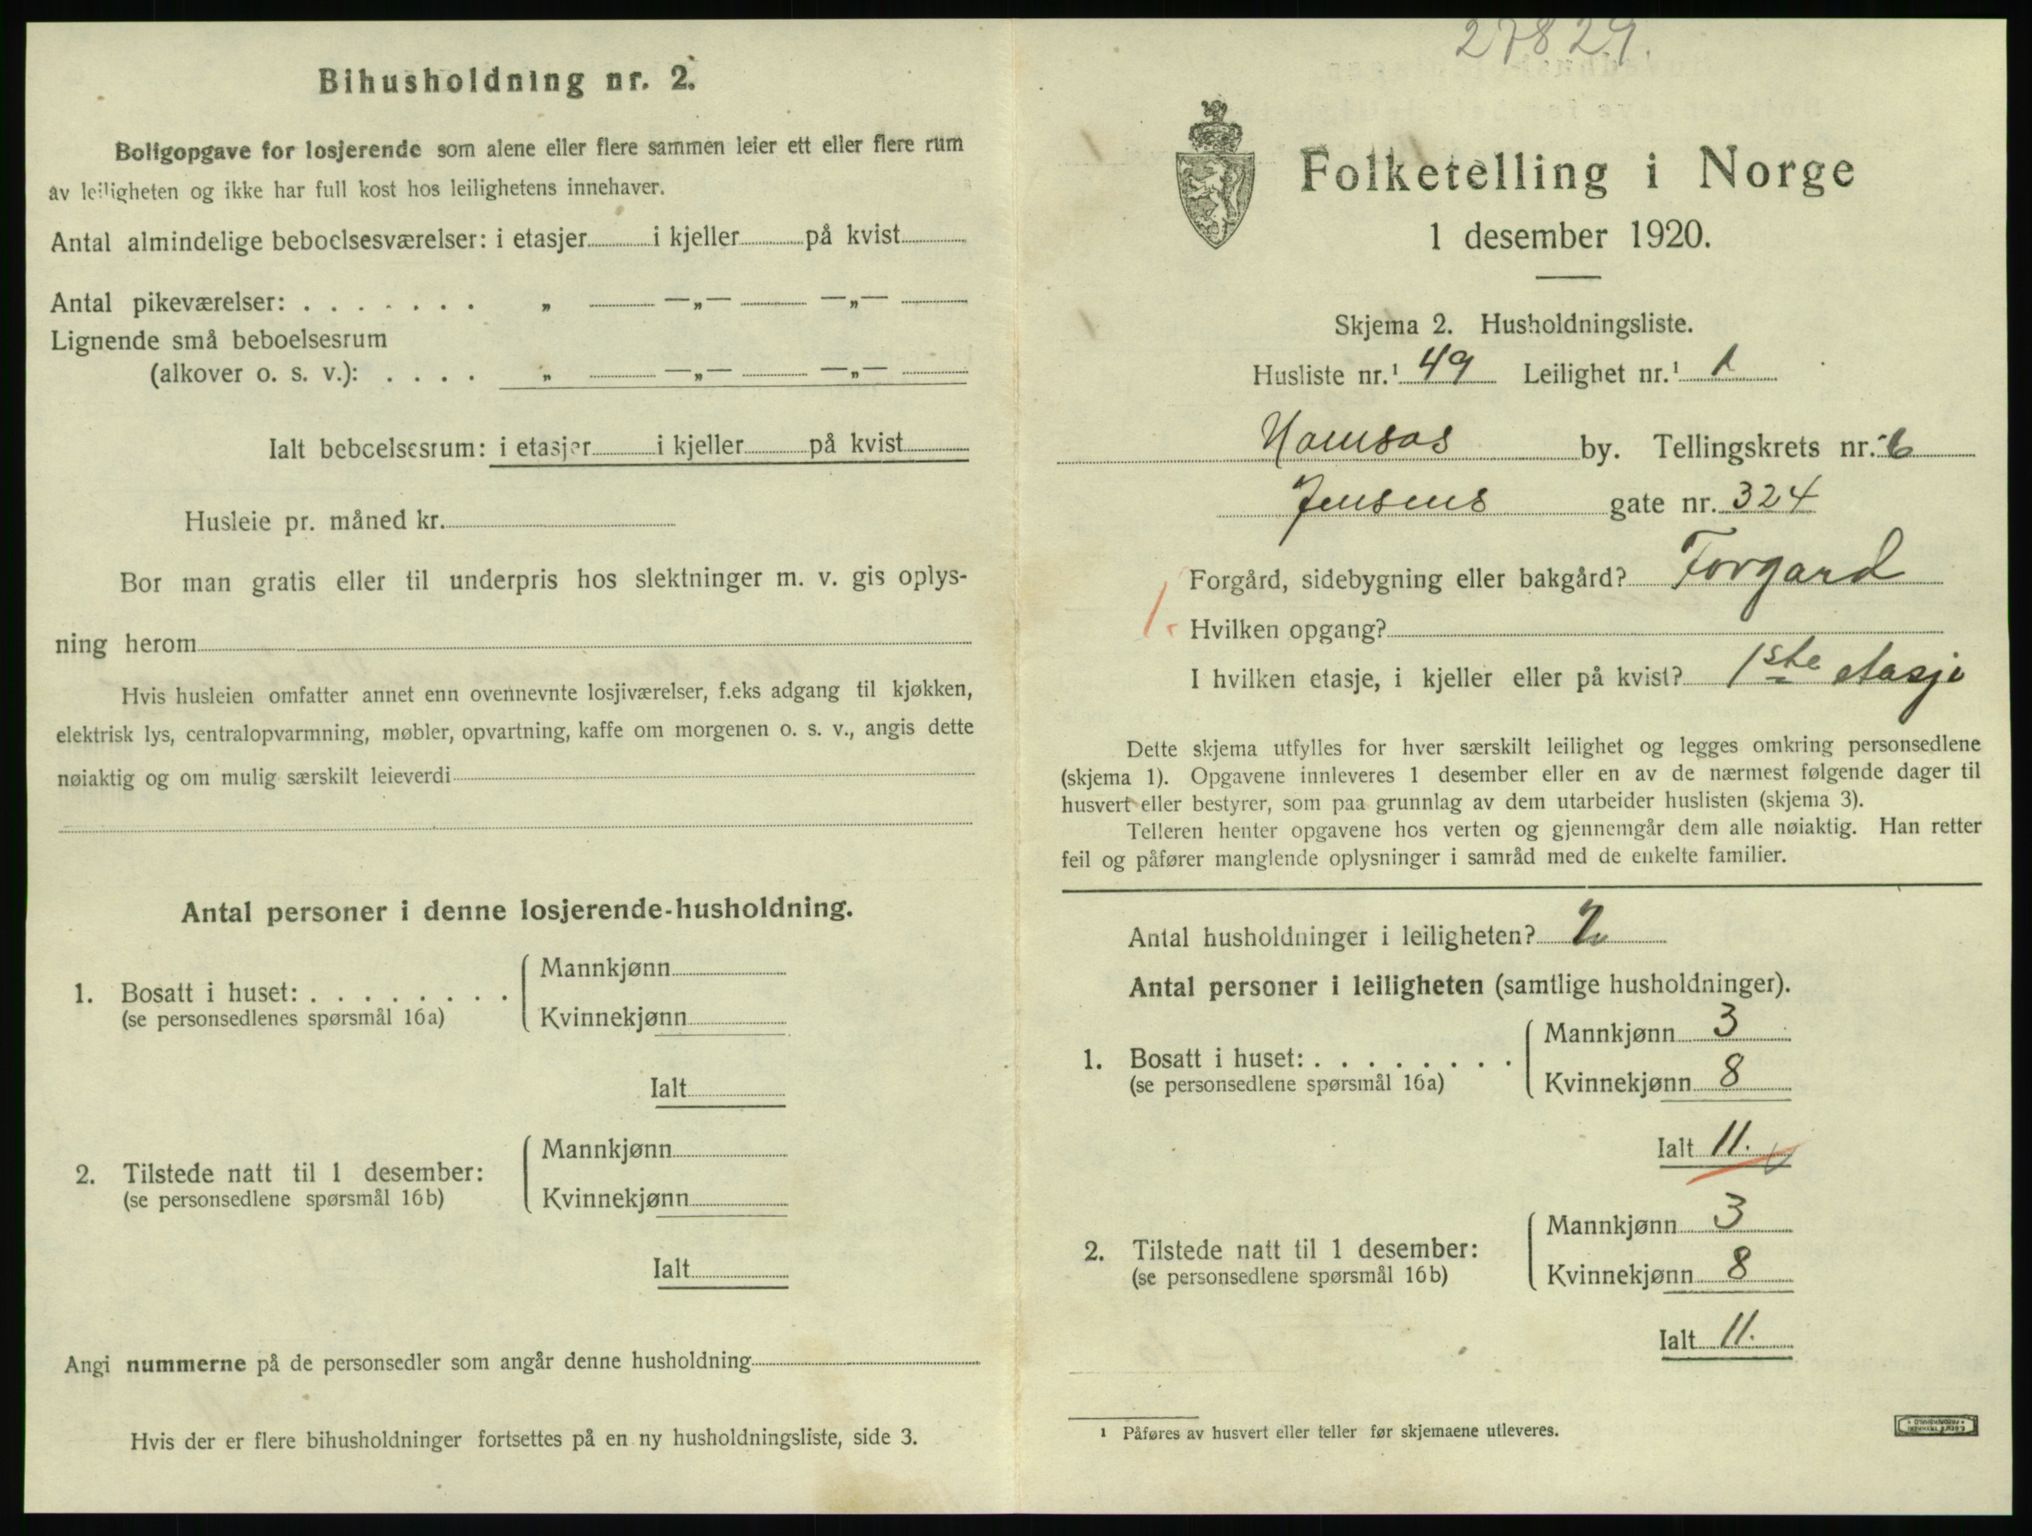 Bihusholdning nr. 2.
Boligopgave for losjerende som alene eller flere sammen leier ett eller flere rum
av leiligheten og ikke har full kost hos leilighetens innehaver.
Antal almindelige beboelsesværelser: i etasjer i kjeller på kvist
Antal pikeværelser: . . . . . . . „ —„— —„—
Lignende små beboelsesrum
(alkover o. s. v.): . . . . „ —„— —„—
Ialt beboelsesrum: i etasjer i kjeller på kvist
Husleie pr. måned kr.
Bor man gratis eller til underpris hos slektninger m. v. gis oplys-
ning herom
Hvis husleien omfatter annet enn ovennevnte losjiværelser, f.eks adgang til kjøkken,
elektrisk lys, centralopvarmning, møbler, opvartning, kaffe om morgenen o. s. v., angis dette
nøiaktig og om mulig særskilt leieverdi
Antal personer i denne losjerende-husholdning.
1. Bosatt i huset: . . . . . . . .
(se personsedlenes spørsmål 16a)
Mannkjønn
Kvinnekjønn
Ialt
2. Tilstede natt til 1 desember:
(se personsedlenes spørsmål 16b)
Mannkjønn
Kvinnekjønn
Ialt
Angi nummerne på de personsedler som angår denne husholdning
Hvis der er flere bihusholdninger fortsettes på en ny husholdningsliste, side 3.
27829.
Folketelling i Norge
1 desember 1920.
Skjema 2. Husholdningsliste.
Husliste nr.¹ 49 Leilighet nr.¹ 1
Namsos by. Tellingskrets nr. 6
Jensens gate nr. 324
Forgård, sidebygning eller bakgård? Forgard
1.
Hvilken opgang?
I hvilken etasje, i kjeller eller på kvist? 1ste etasje
Dette skjema utfylles for hver særskilt leilighet og legges omkring personsedlene
(skjema 1). Opgavene innleveres 1 desember eller en av de nærmest følgende dager til
husvert eller bestyrer, som paa grunnlag av dem utarbeider huslisten (skjema 3).
Telleren henter opgavene hos verten og gjennemgår dem alle nøiaktig. Han retter
feil og påfører manglende oplysninger i samråd med de enkelte familier.
Antal husholdninger i leiligheten? 2
Antal personer i leiligheten (samtlige husholdninger).
1. Bosatt i huset: . . . . . . . .
(se personsedlene spørsmål 16a)
Mannkjønn 3
Kvinnekjønn 8
Ialt 11.
2. Tilstede natt til 1 desember:
(se personsedlene spørsmål 16b)
Mannkjønn 3
Kvinnekjønn 8
Ialt 11.
¹ Påføres av husvert eller teller før skjemaene utleveres.